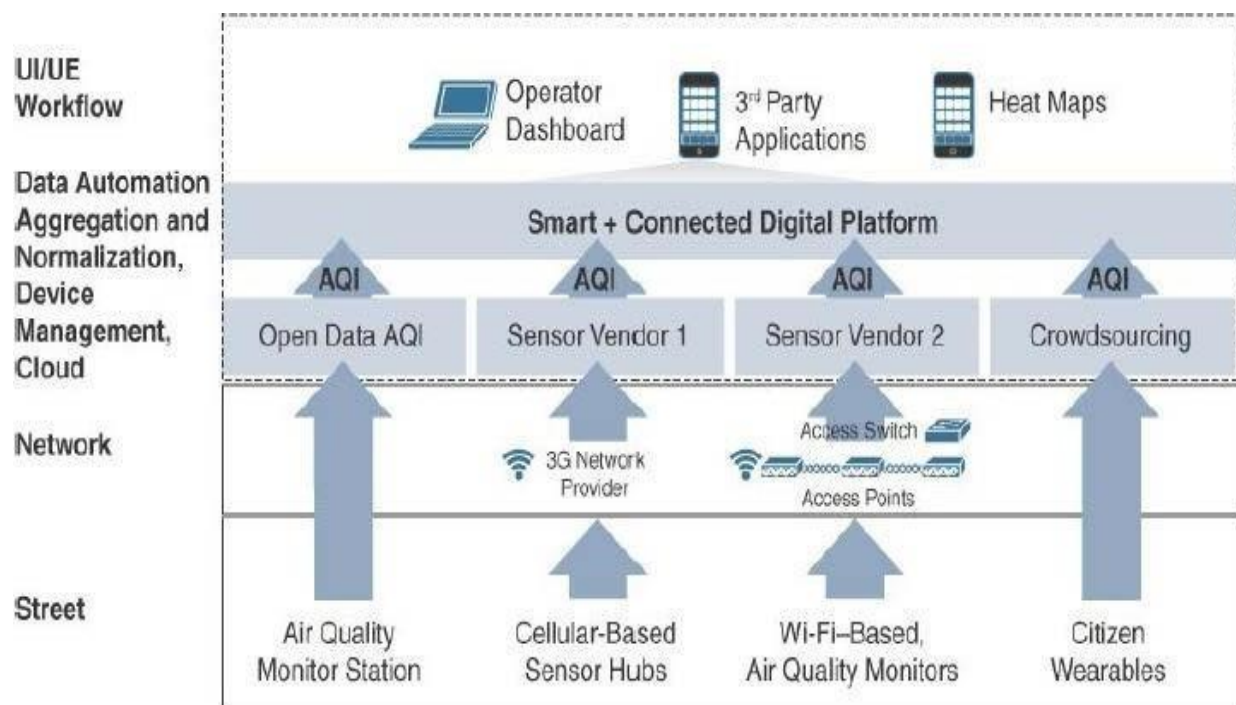 UI/UE
Workflow
Operator
Dashboard
3rd Party
Applications
Heat Maps
Data Automation
Aggregation and
Normalization,
Device
Management,
Cloud
Smart + Connected Digital Platform
AQI
AQI
AQI
AQI
Open Data AQI
Sensor Vendor 1
Sensor Vendor 2
Crowdsourcing
Network
3G Network
Provider
Access Switch
Access Points
Street
Air Quality
Monitor Station
Cellular-Based
Sensor Hubs
Wi-Fi–Based,
Air Quality Monitors
Citizen
Wearables